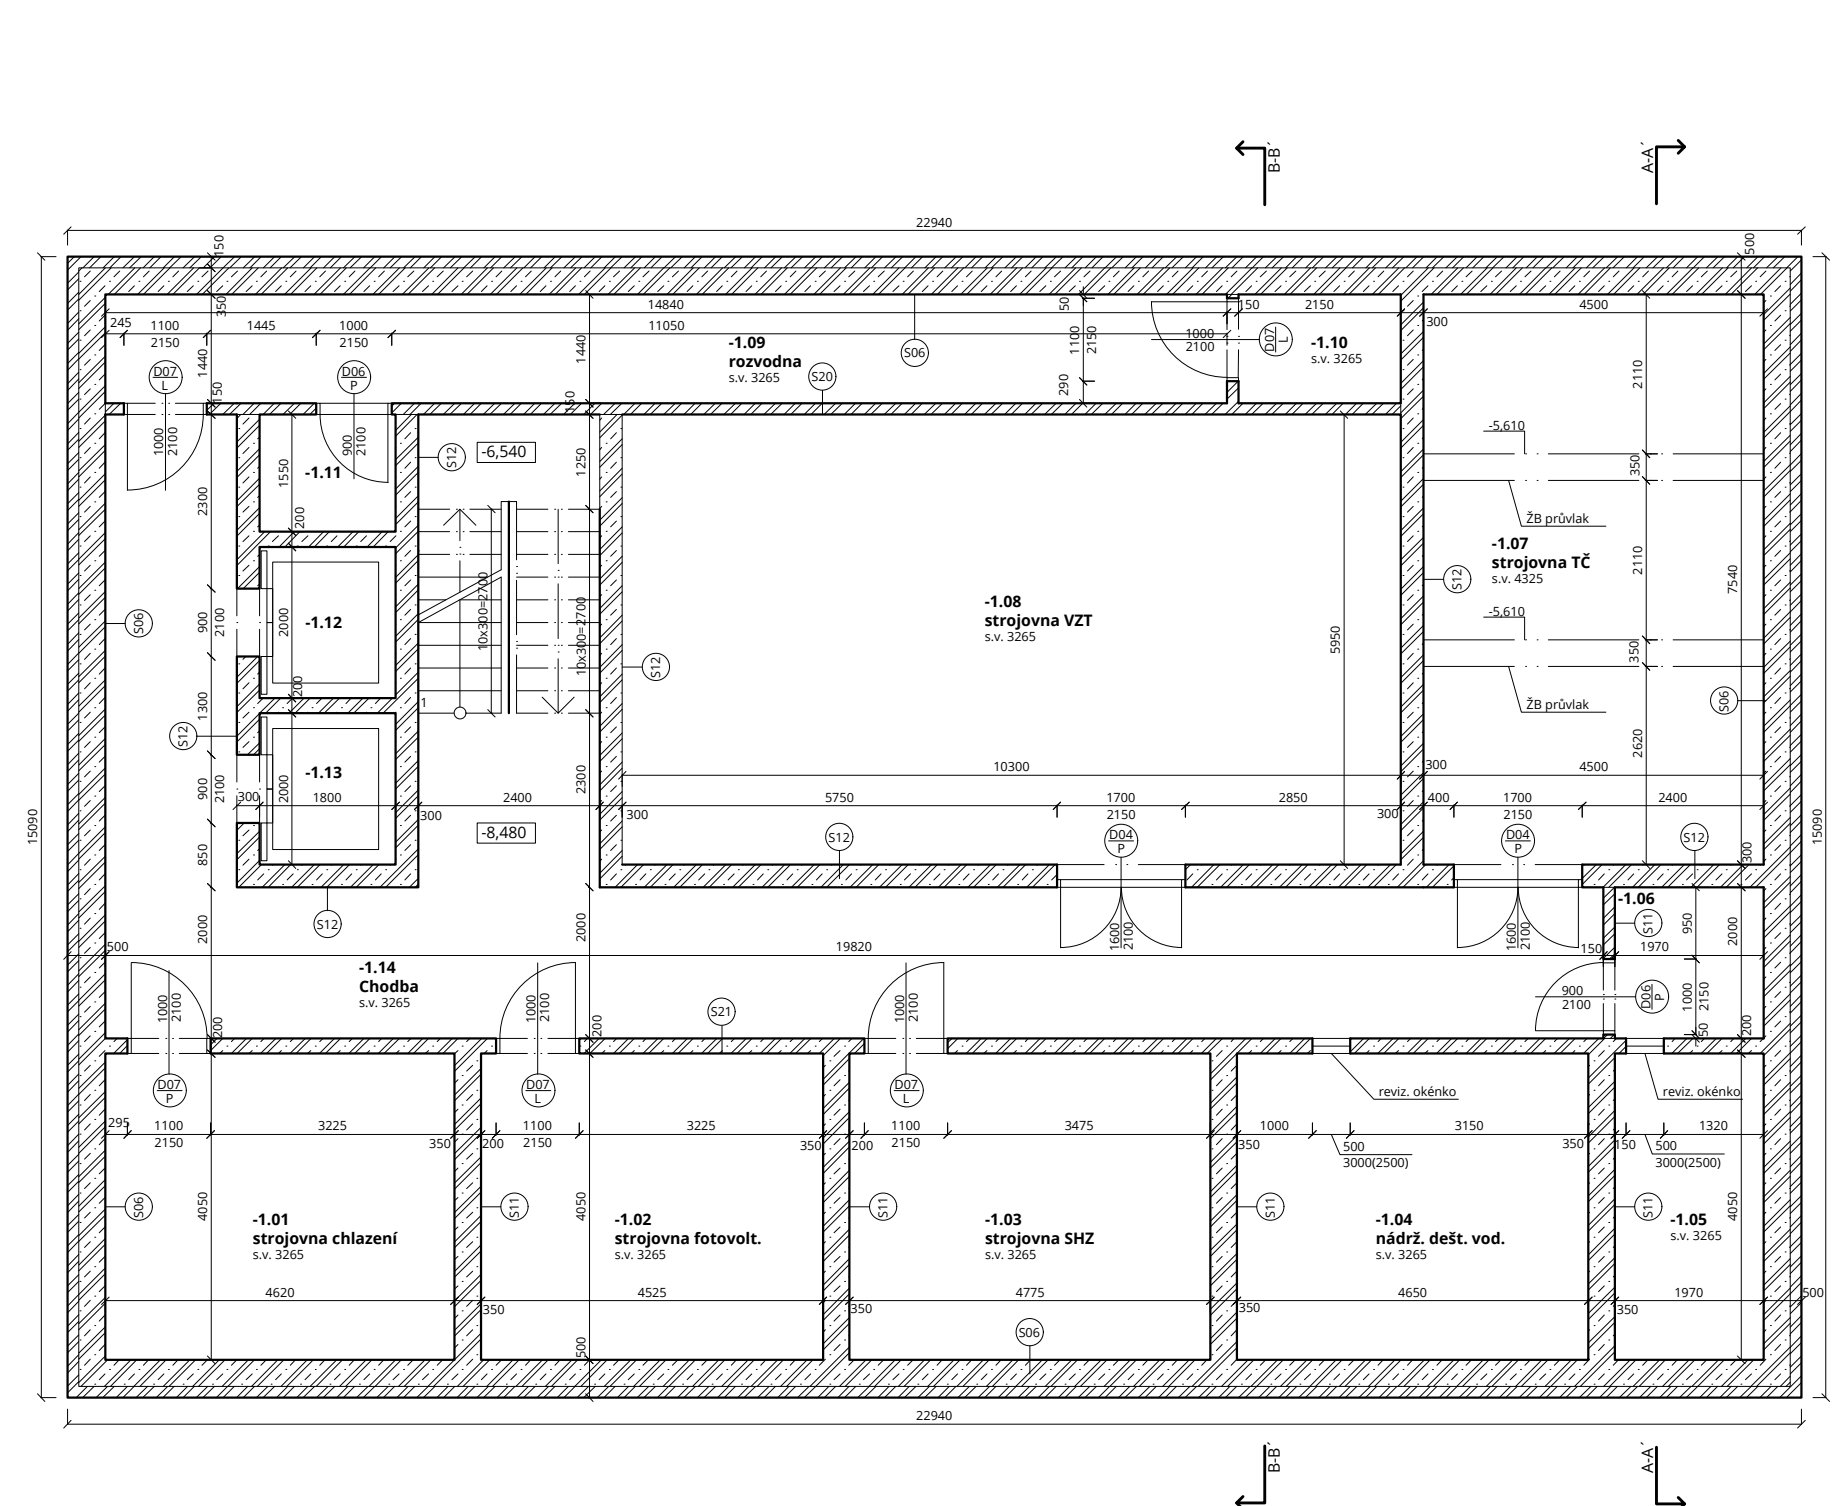 B-B´
A-A´
22940
150
500
350
14840
150
2150
4500
50
300
245
1100
2150
1445
1000
2150
11050
1440
1440
1100
2150
1000
2100
D07
L
-1.09
rozvodna
s.v. 3265
S06
S20
-1.10
s.v. 3265
D07
L
D06
P
2110
290
150
150
1000
2100
900
2100
1550
-1.11
S12
-6,540
1250
-5,610
350
2300
200
ŽB průvlak
-1.07
strojovna TČ
s.v. 4325
S12
2110
7540
S06
900
2100
2000
-1.12
10x300=2700
10x300=2700
-1.08
strojovna VZT
s.v. 3265
5950
-5,610
350
S12
200
1300
1
ŽB průvlak
S06
S12
2620
900
2100
2000
-1.13
2300
10300
300
4500
300
1800
2400
5750
1700
2150
2850
400
1700
2150
2400
300
300
300
15090
15090
-8,480
S12
D04
P
D04
P
S12
850
300
S12
-1.06
S11
950
2000
2000
2000
1600
2100
1600
2100
500
19820
150
1970
-1.14
Chodba
s.v. 3265
1000
2100
1000
2100
1000
2100
900
2100
D06
P
1000
2150
S21
200
200
50
200
D07
P
D07
L
D07
L
reviz. okénko
reviz. okénko
295
1100
2150
3225
350
200
1100
2150
3225
350
200
1100
2150
3475
350
1000
500
3000(2500)
3150
350
150
500
3000(2500)
1320
S06
4050
S11
4050
S11
S11
S11
4050
-1.01
strojovna chlazení
s.v. 3265
-1.02
strojovna fotovolt.
s.v. 3265
-1.03
strojovna SHZ
s.v. 3265
-1.04
nádrž. dešt. vod.
s.v. 3265
-1.05
s.v. 3265
4620
350
4525
350
4775
350
4650
350
1970
500
500
S06
22940
B-B´
A-A´